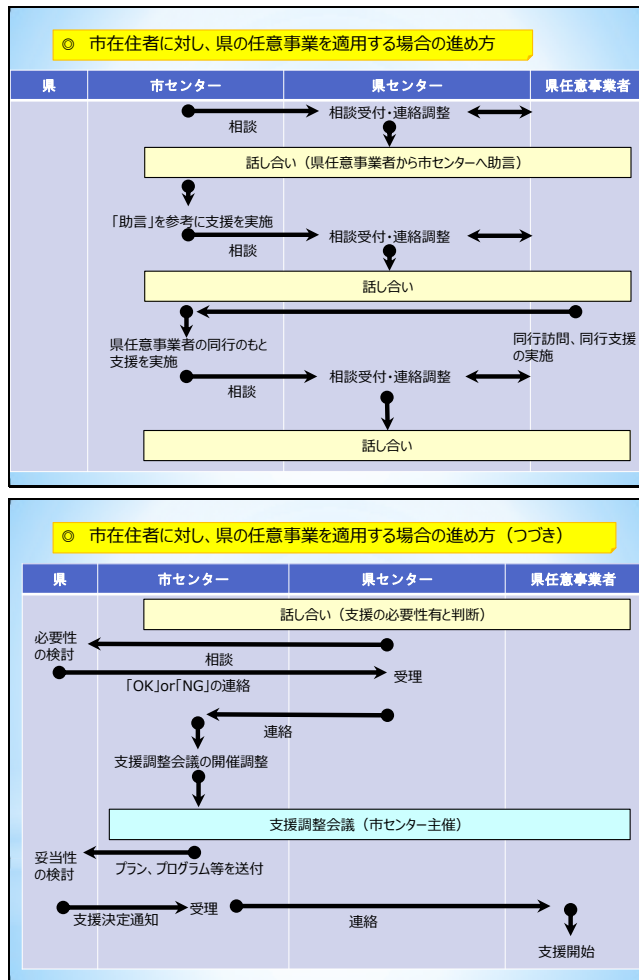 ◎ 市在住者に対し、県の任意事業を適用する場合の進め方
県 市センター 県センター 県任意事業者
相談受付・連絡調整
相談
話し合い（県任意事業者から市センターへ助言）
「助言」を参考に支援を実施
相談受付・連絡調整
相談
話し合い
県任意事業者の同行のもと
支援を実施
同行訪問、同行支援
の実施
相談受付・連絡調整
相談
話し合い
◎ 市在住者に対し、県の任意事業を適用する場合の進め方（つづき）
県 市センター 県センター 県任意事業者
話し合い（支援の必要性有と判断）
必要性
の検討
相談
受理
「OK」or「NG」の連絡
連絡
支援調整会議の開催調整
支援調整会議（市センター主催）
妥当性
の検討
プラン、プログラム等を送付
受理
支援決定通知
連絡
支援開始